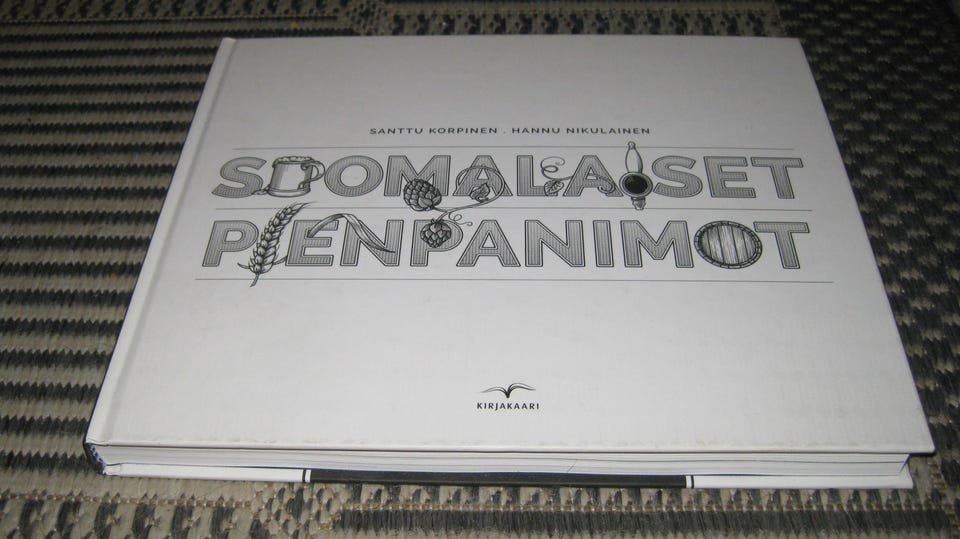 SANTTU KORPINEN . HANNU NIKULAINEN
SUOMALAISET
PIENPANIMOT
KIRJAKAARI